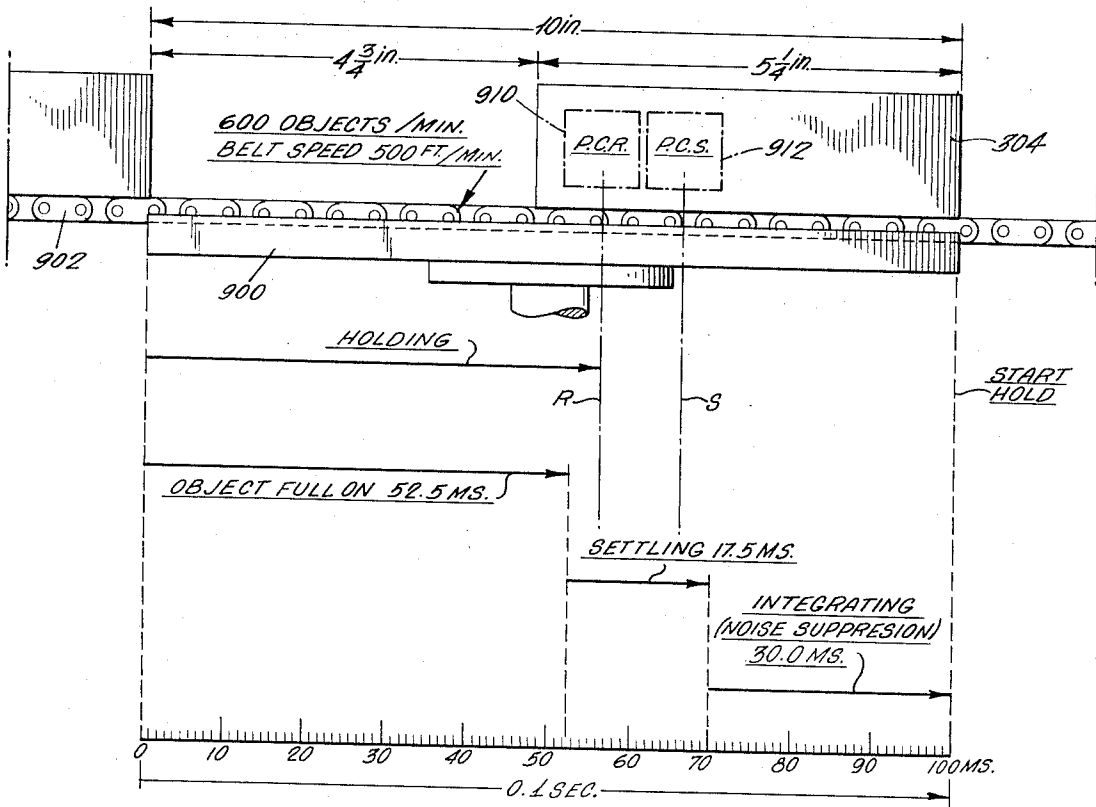 10in.
4 3/4 in.
5 1/4 in.
910
600 OBJECTS /MIN.
BELT SPEED 500 FT./MIN.
P.C.R.
P.C.S.
912
304
902
900
HOLDING
START
HOLD
R
S
OBJECT FULL ON 52.5 MS.
SETTLING 17.5 MS.
INTEGRATING
(NOISE SUPPRESION)
30.0 MS.
0 10 20 30 40 50 60 70 80 90 100 MS.
0.1 SEC.